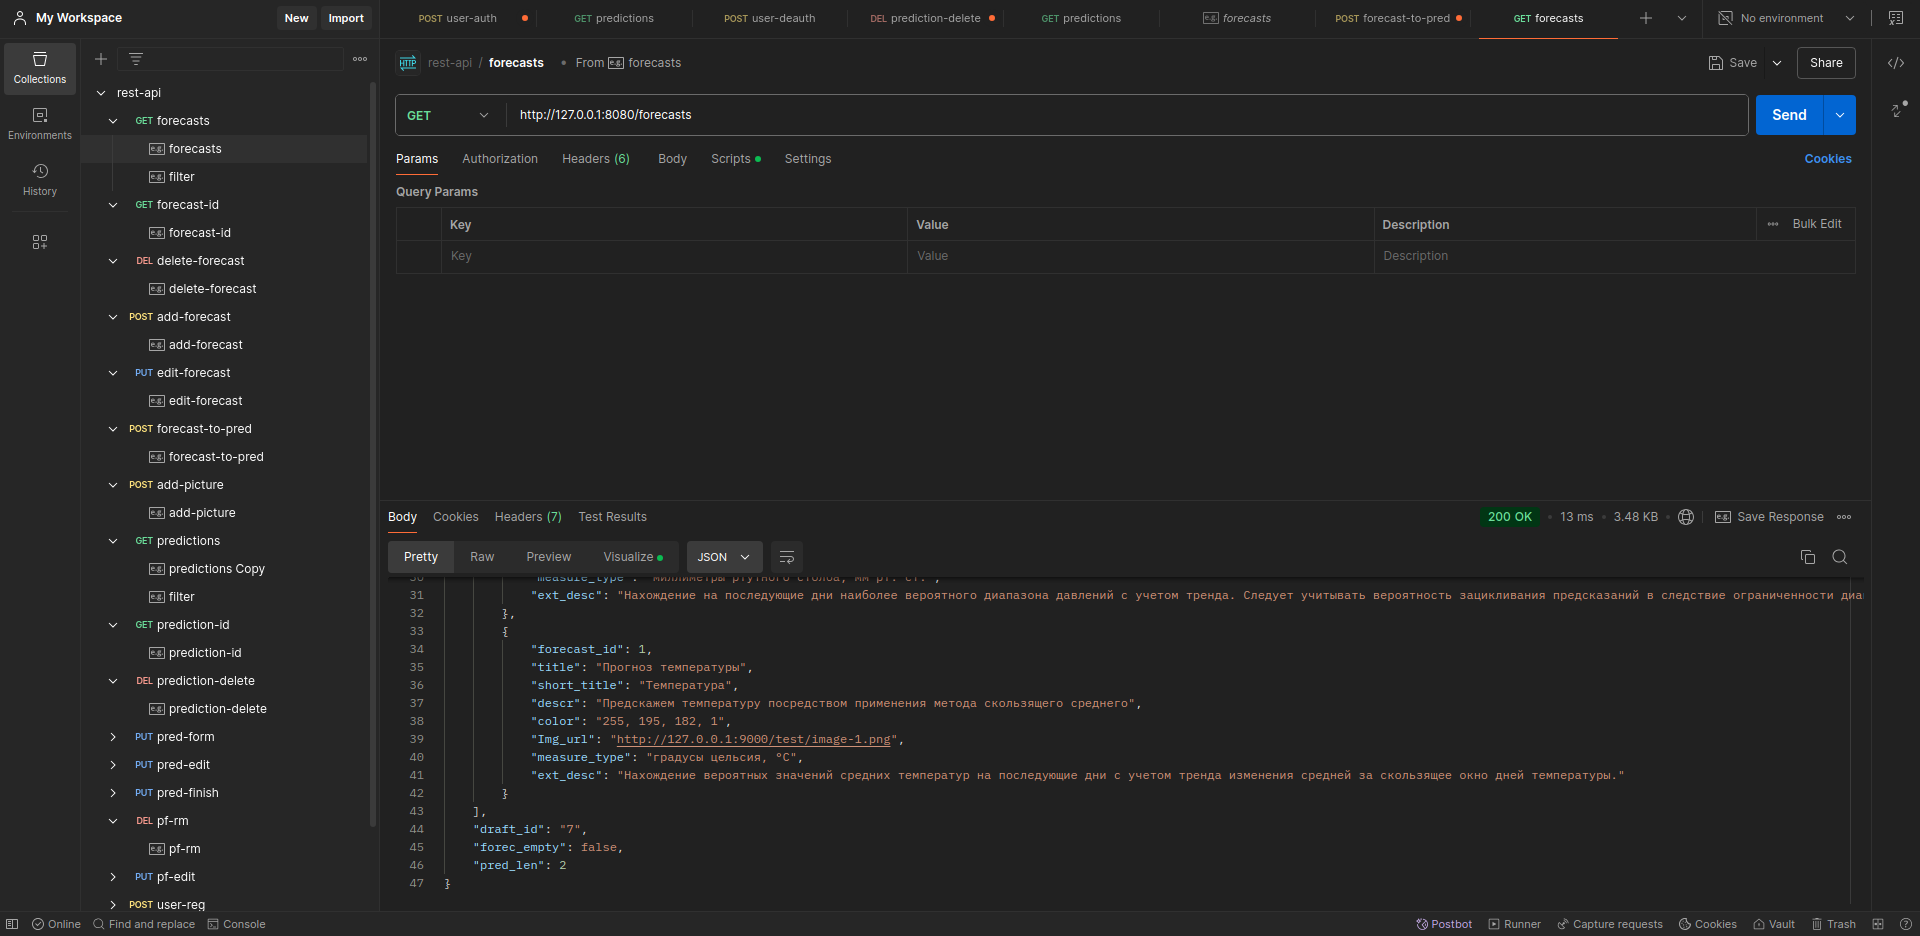 My Workspace
New
Import
POST user-auth
GET predictions
POST user-deauth
DEL prediction-delete
GET predictions
e.g. forecasts
POST forecast-to-pred
GET forecasts
No environment
Collections
Environments
History
rest-api
GET forecasts
e.g. forecasts
e.g. filter
GET forecast-id
e.g. forecast-id
DEL delete-forecast
e.g. delete-forecast
POST add-forecast
e.g. add-forecast
PUT edit-forecast
e.g. edit-forecast
POST forecast-to-pred
e.g. forecast-to-pred
POST add-picture
e.g. add-picture
GET predictions
e.g. predictions Copy
e.g. filter
GET prediction-id
e.g. prediction-id
DEL prediction-delete
e.g. prediction-delete
PUT pred-form
PUT pred-edit
PUT pred-finish
DEL pf-rm
e.g. pf-rm
PUT pf-edit
POST user-reg
HTTP rest-api / forecasts • From e.g. forecasts
Save
Share
GET http://127.0.0.1:8080/forecasts
Send
Params Authorization Headers (6) Body Scripts Settings
Cookies
Query Params
Key Value Description Bulk Edit
Key Value Description
Body Cookies Headers (7) Test Results
200 OK • 13 ms • 3.48 KB
e.g. Save Response
Pretty Raw Preview Visualize JSON
30 "measure_type": "миллиметры ртутного столба, мм рт. ст.",
31 "ext_desc": "Нахождение на последующие дни наиболее вероятного диапазона давлений с учетом тренда. Следует учитывать вероятность зацикливания предсказаний в следствие ограниченности диа
32 },
33 {
34 "forecast_id": 1,
35 "title": "Прогноз температуры",
36 "short_title": "Температура",
37 "descr": "Предскажем температуру посредством применения метода скользящего среднего",
38 "color": "255, 195, 182, 1",
39 "Img_url": "http://127.0.0.1:9000/test/image-1.png",
40 "measure_type": "градусы цельсия, °C",
41 "ext_desc": "Нахождение вероятных значений средних температур на последующие дни с учетом тренда изменения средней за скользящее окно дней температуры."
42 }
43 ],
44 "draft_id": "7",
45 "forec_empty": false,
46 "pred_len": 2
47 }
Online
Find and replace
Console
Postbot
Runner
Capture requests
Cookies
Vault
Trash